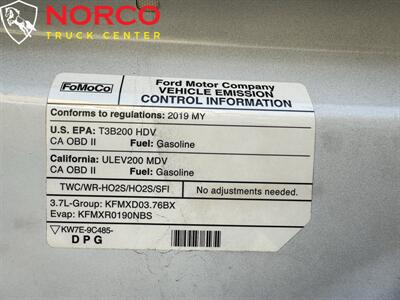 NORCO
TRUCK CENTER
FoMoCo
Ford Motor Company
VEHICLE EMISSION
CONTROL INFORMATION
Conforms to regulations: 2019 MY
U.S. EPA: T3B200 HDV
CA OBD II Fuel: Gasoline
California: ULEV200 MDV
CA OBD II Fuel: Gasoline
TWC/WR-HO2S/HO2S/SFI
No adjustments needed.
3.7L-Group: KFMXD03.76BX
Evap: KFMXR0190NBS
KW7E-9C485-
DPG